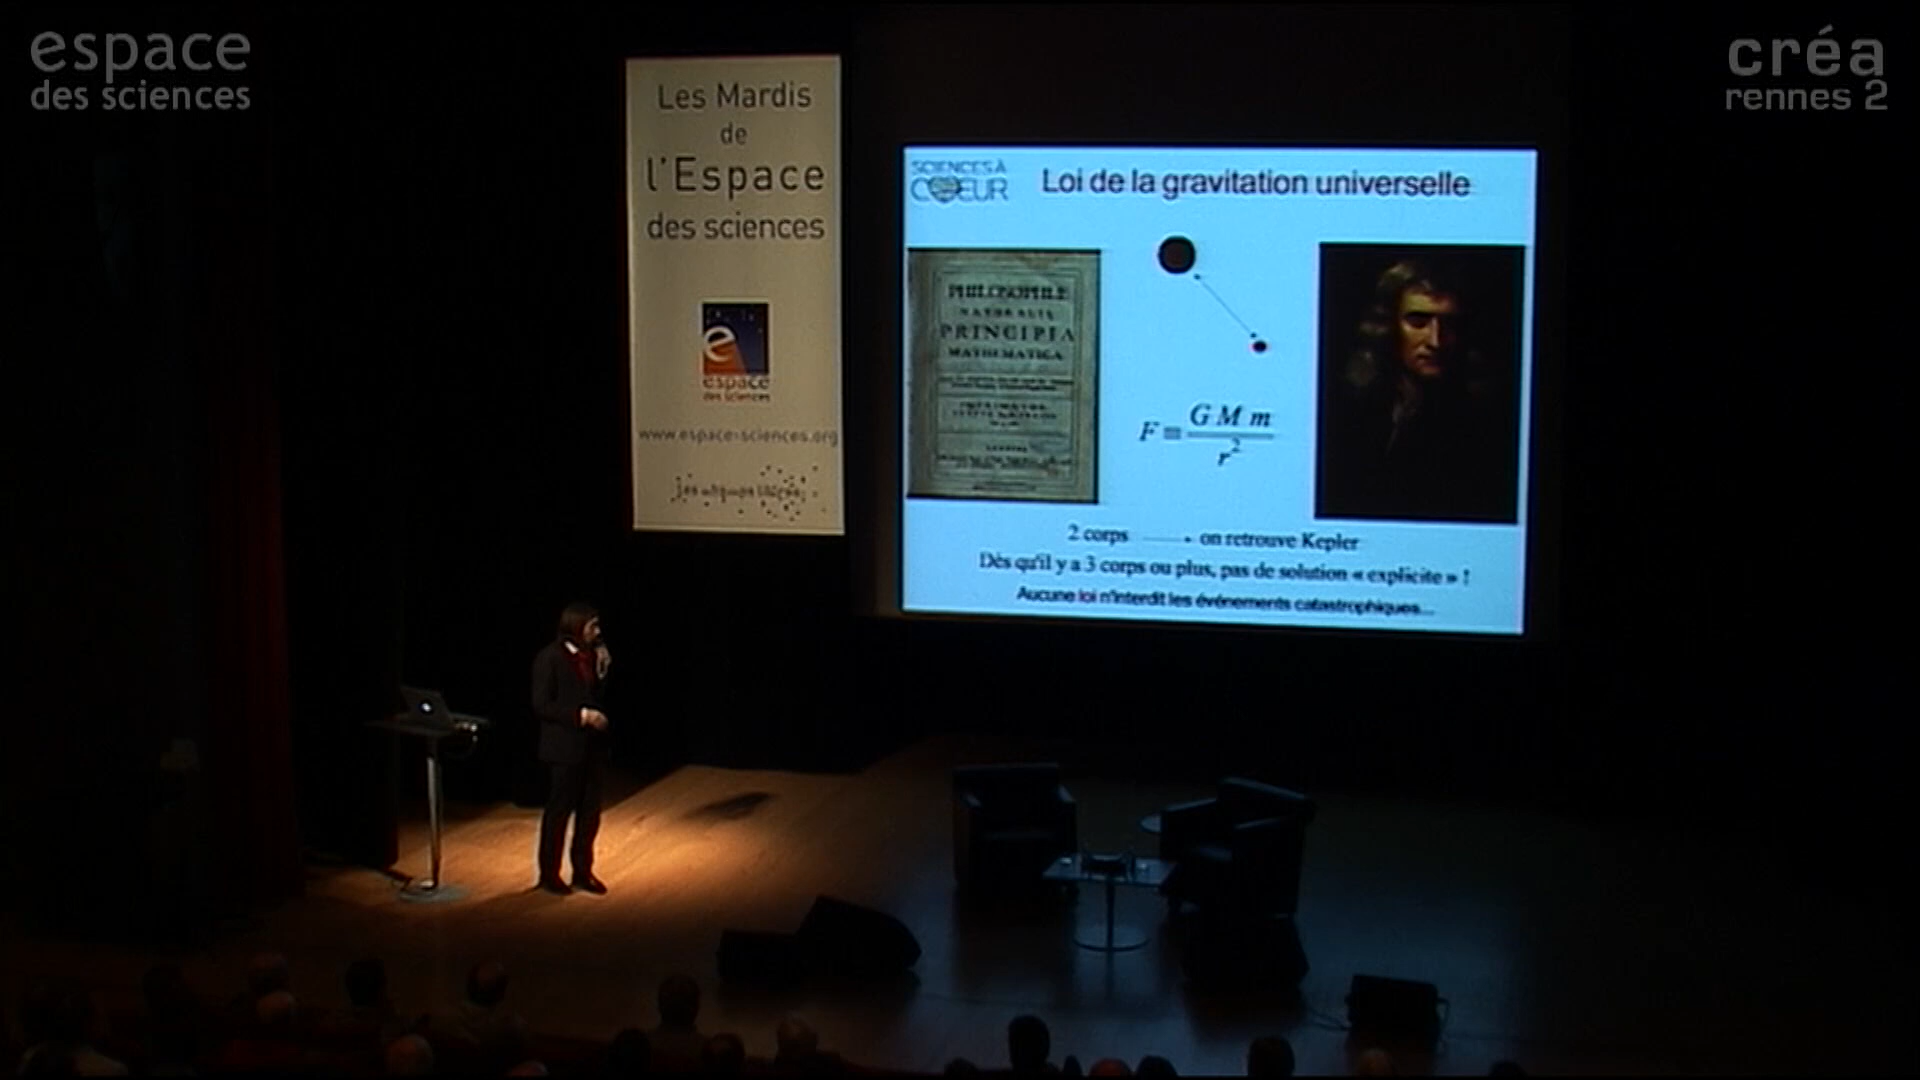 espace
des sciences
créa
rennes 2
Les Mardis
de
l'Espace
des sciences
espace
des sciences
www.espace-sciences.org
SCIENCES À
CŒUR
Loi de la gravitation universelle
PHILOSOPHIÆ
NATURALIS
PRINCIPIA
MATHEMATICA
F = G M m
r²
2 corps → on retrouve Kepler
Dès qu'il y a 3 corps ou plus, pas de solution « explicite » !
Aucune loi n'interdit les événements catastrophiques...